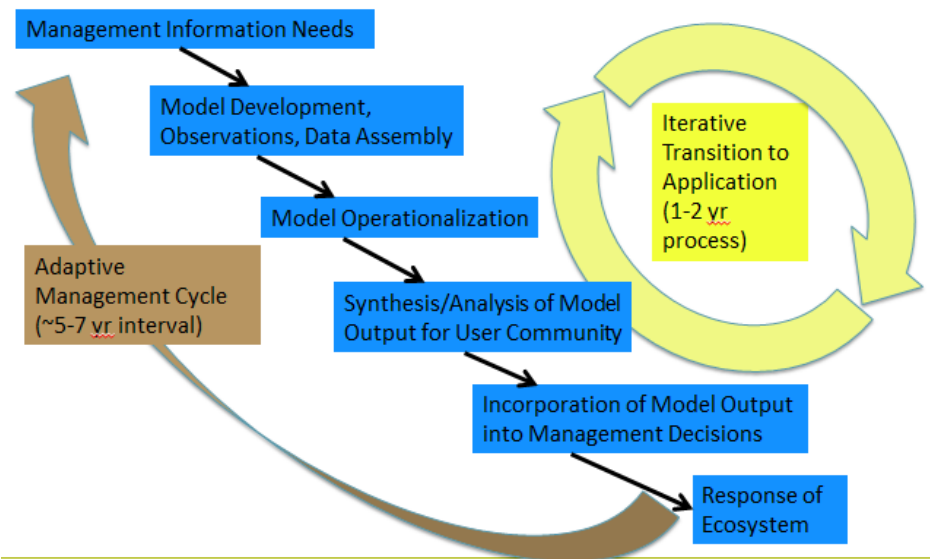 Management Information Needs
Model Development,
Observations, Data Assembly
Model Operationalization
Synthesis/Analysis of Model
Output for User Community
Incorporation of Model Output
into Management Decisions
Response of
Ecosystem
Adaptive
Management Cycle
(~5-7 yr interval)
Iterative
Transition to
Application
(1-2 yr
process)